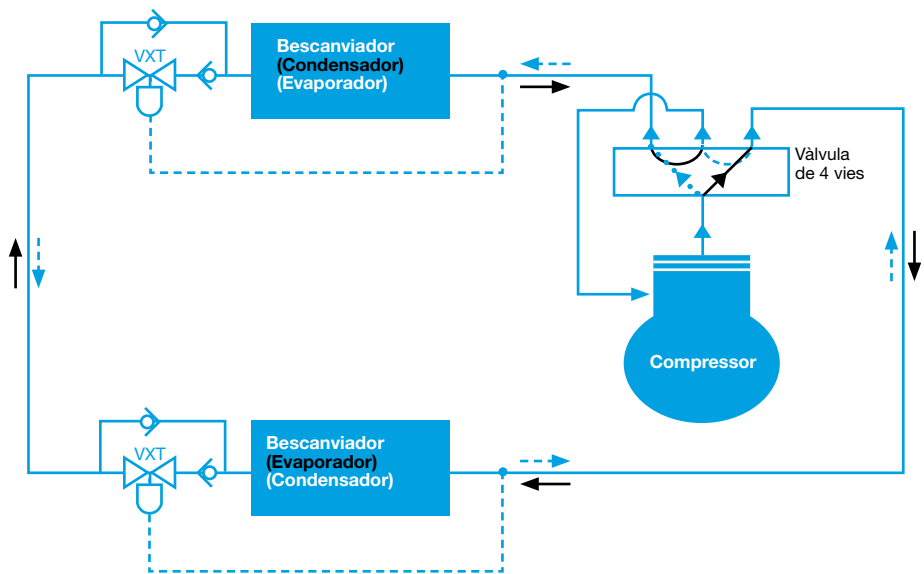 VXT
Bescanviador
(Condensador)
(Evaporador)
Vàlvula
de 4 vies
Compressor
VXT
Bescanviador
(Evaporador)
(Condensador)